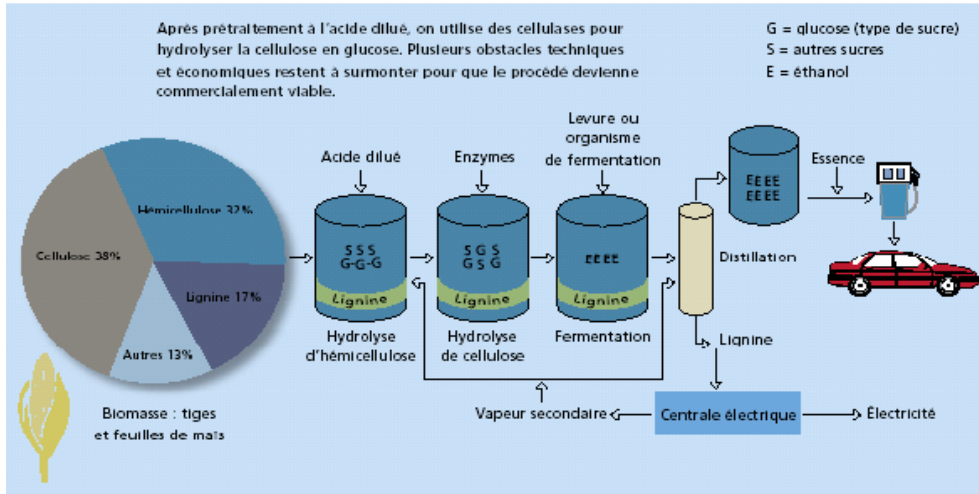 Après prétraitement à l'acide dilué, on utilise des cellulases pour
hydrolyser la cellulose en glucose. Plusieurs obstacles techniques
et économiques restent à surmonter pour que le procédé devienne
commercialement viable.
G = glucose (type de sucre)
S = autres sucres
E = éthanol
Hémicellulose 32%
Cellulose 38%
Lignine 17%
Autres 13%
Biomasse : tiges
et feuilles de maïs
Acide dilué
S S S
G-G-G
Lignine
Hydrolyse
d'hémicellulose
Enzymes
S G S
G S G
Lignine
Hydrolyse
de cellulose
Levure ou
organisme
de fermentation
EEEE
Lignine
Fermentation
EEEE
EEEE
Essence
Distillation
Lignine
Vapeur secondaire
Centrale électrique
Électricité